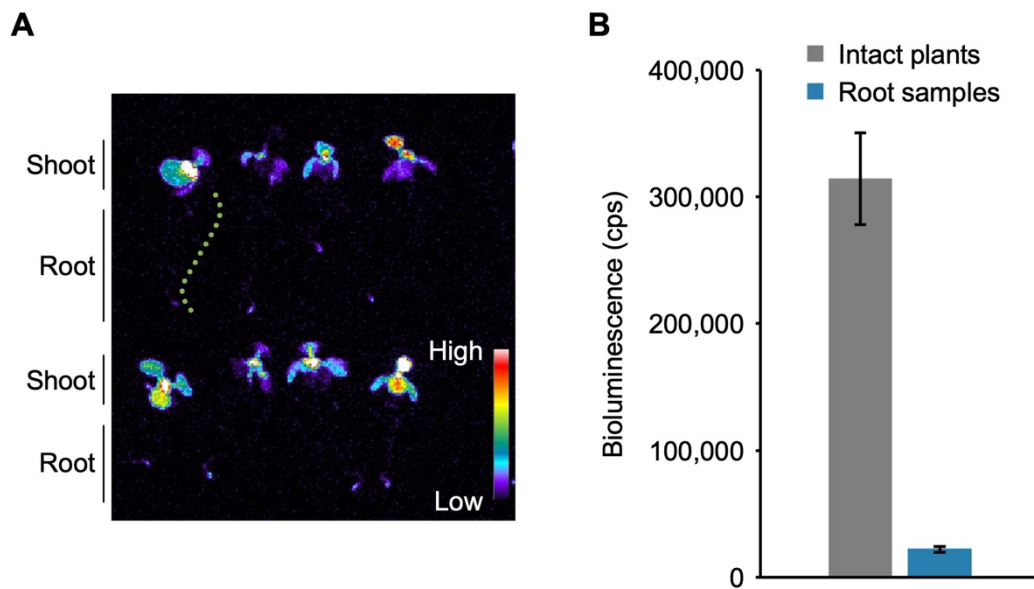 A
Shoot
Root
Shoot
Root
High
Low
B
Intact plants
Root samples
400,000
300,000
200,000
100,000
0
Bioluminescence (cps)